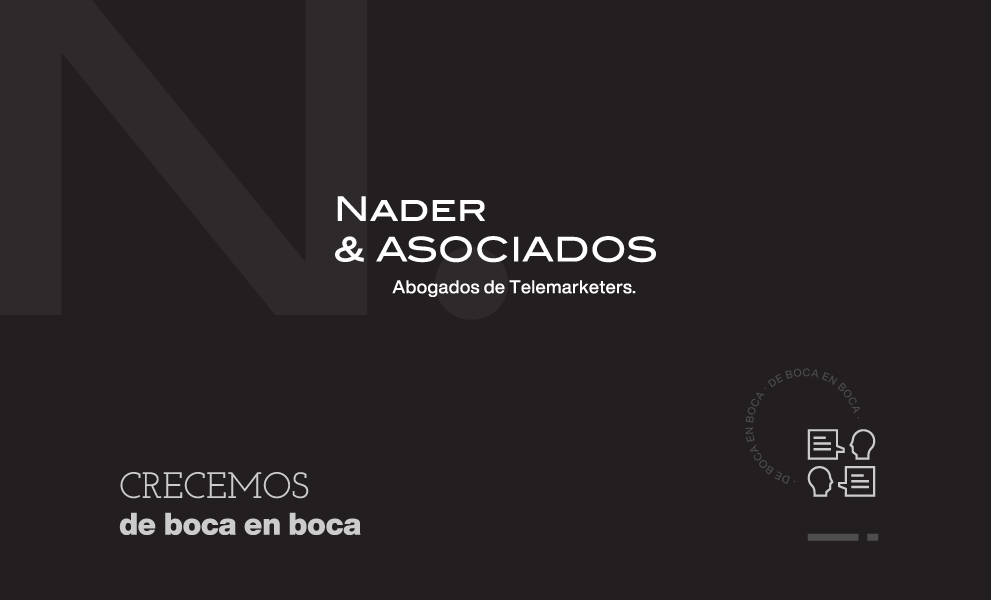 N.
NADER
& ASOCIADOS
Abogados de Telemarketers.
· DE BOCA EN BOCA · DE BOCA EN BOCA ·
CRECEMOS
de boca en boca